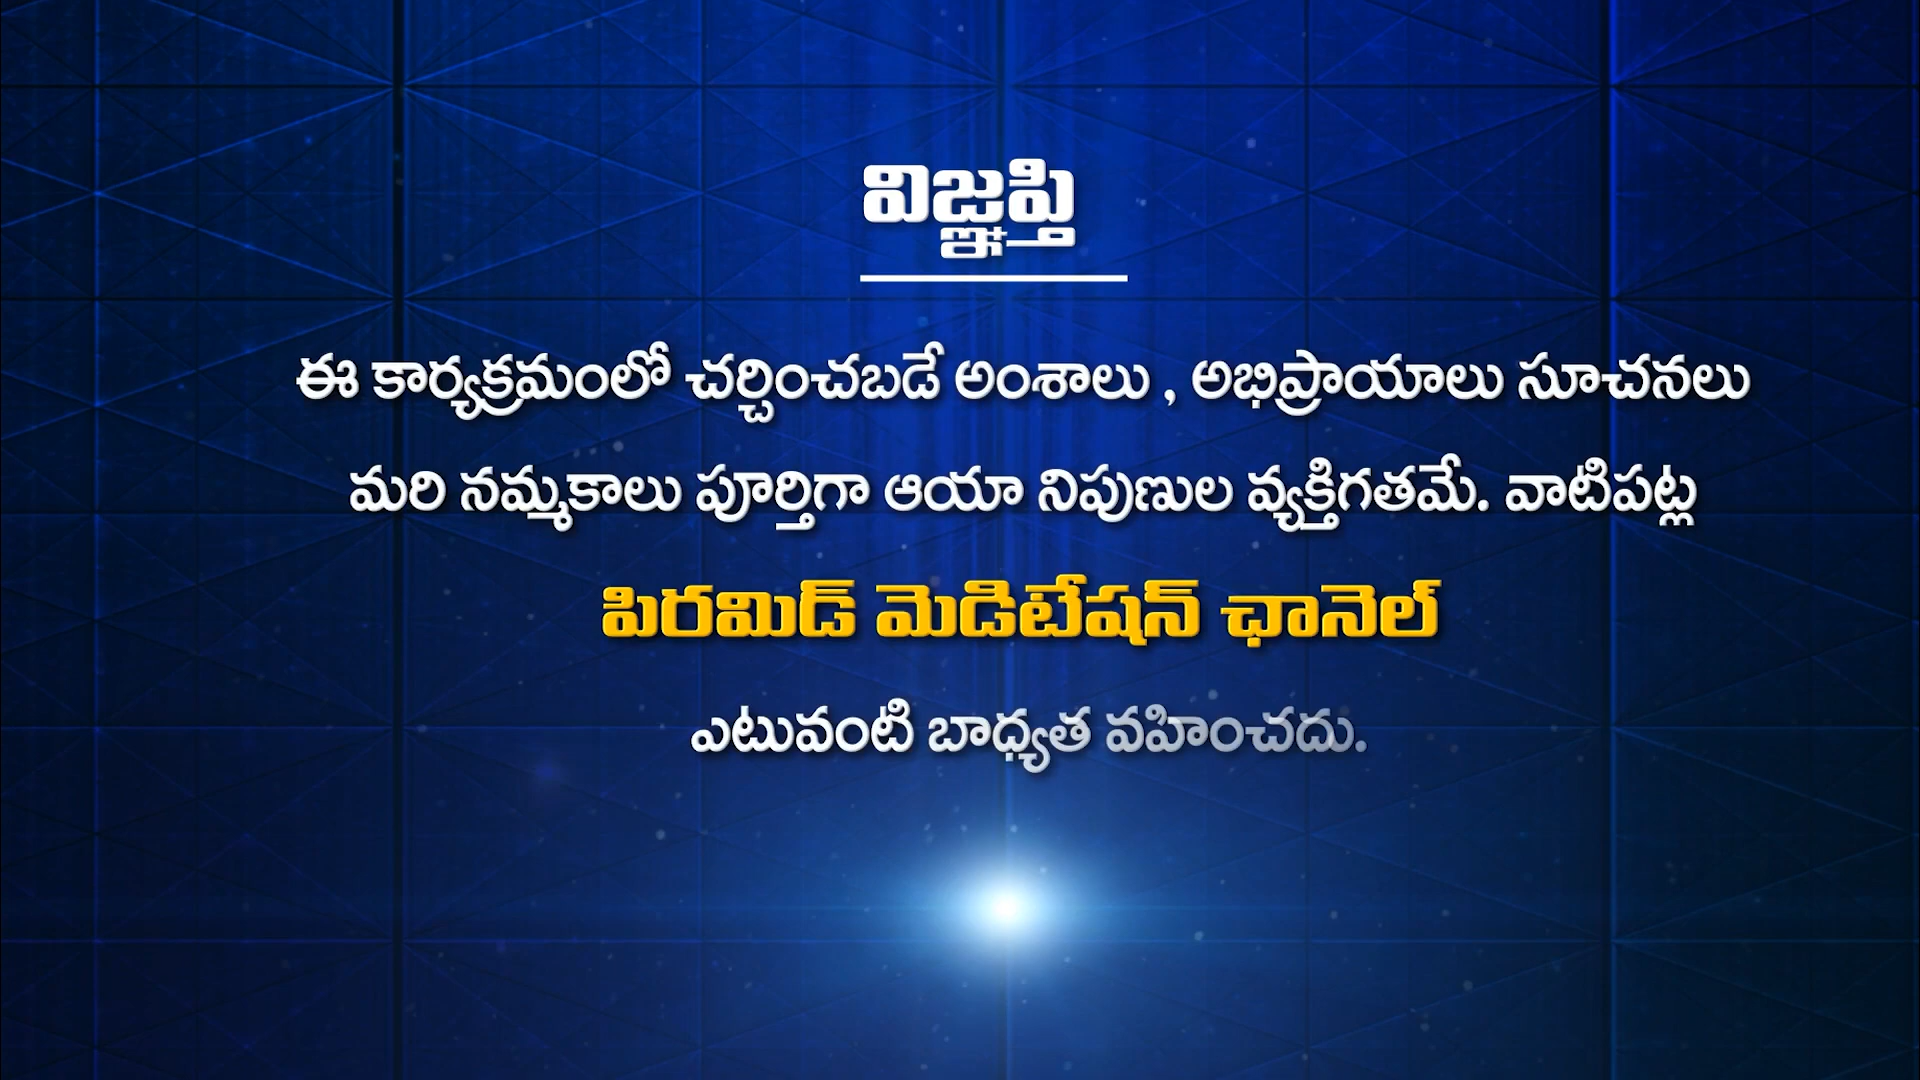 విజ్ఞప్తి
ఈ కార్యక్రమంలో చర్చించబడే అంశాలు , అభిప్రాయాలు సూచనలు
మరి నమ్మకాలు పూర్తిగా ఆయా నిపుణుల వ్యక్తిగతమే. వాటిపట్ల
పిరమిడ్ మెడిటేషన్ ఛానెల్
ఎటువంటి బాధ్యత వహించదు.